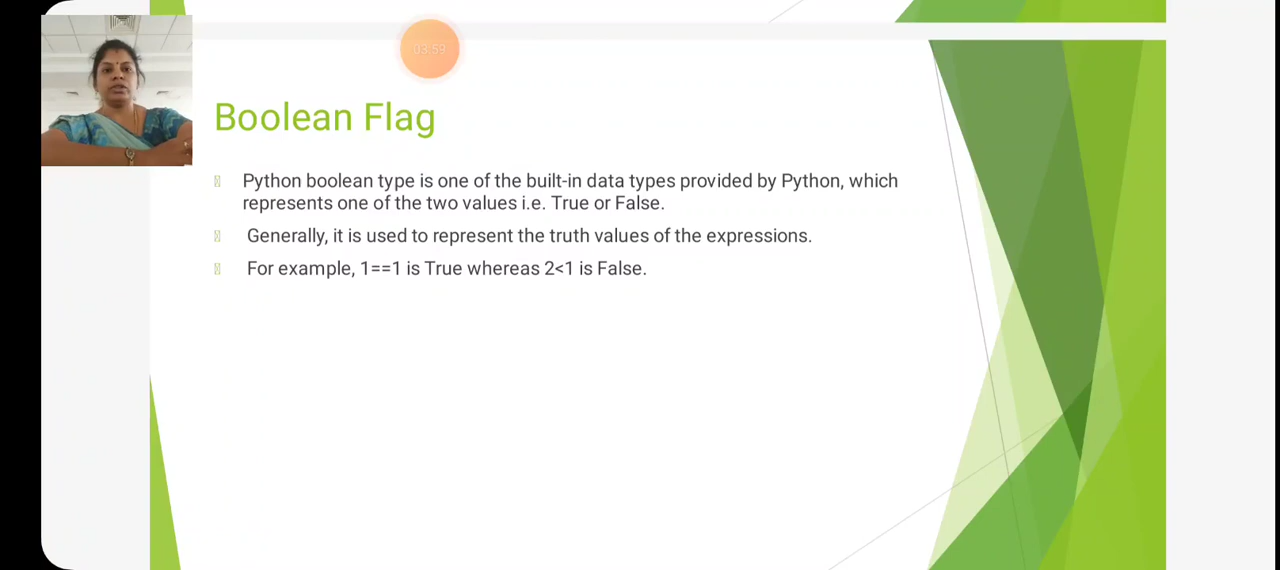 03:59
Boolean Flag
Python boolean type is one of the built-in data types provided by Python, which
represents one of the two values i.e. True or False.
Generally, it is used to represent the truth values of the expressions.
For example, 1==1 is True whereas 2<1 is False.